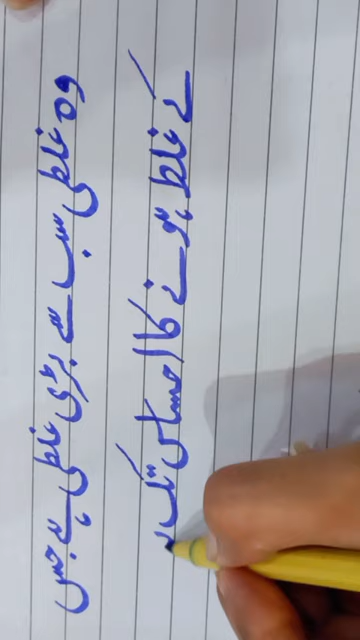 وہ غلطی سب سے بڑی غلطی ہے جس
کے غلط ہونے کا احساس تک